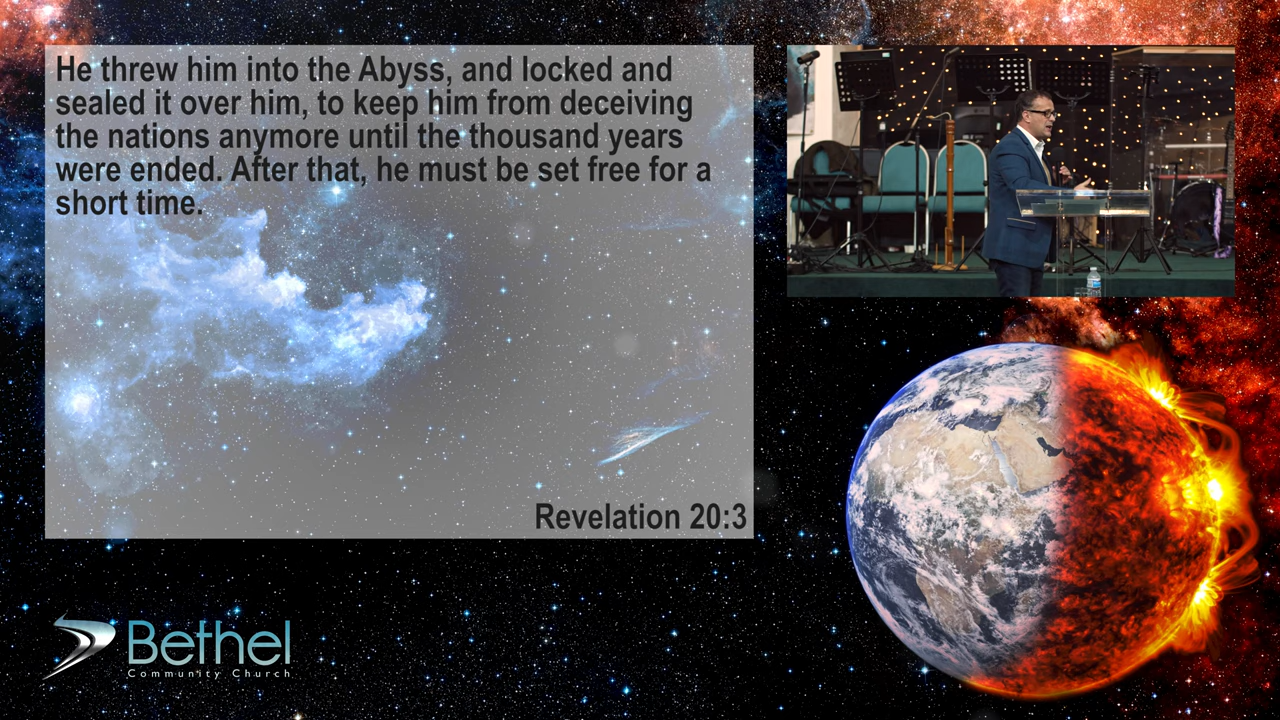 He threw him into the Abyss, and locked and
sealed it over him, to keep him from deceiving
the nations anymore until the thousand years
were ended. After that, he must be set free for a
short time.
Revelation 20:3
Bethel
Community Church